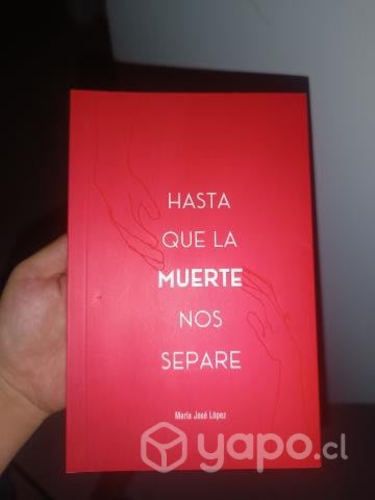 HASTA
QUE LA
MUERTE
NOS
SEPARE
María José López
yapo.cl